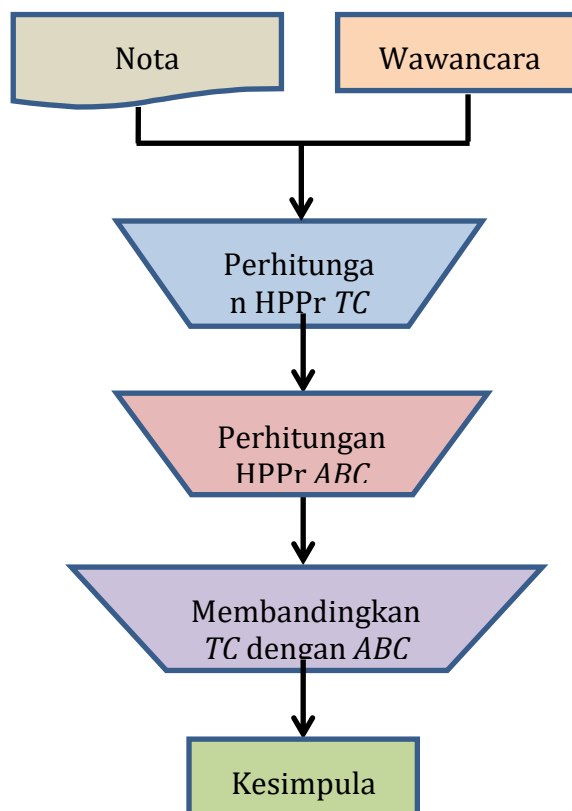 Nota
Wawancara
Perhitunga
n HPPr TC
Perhitungan
HPPr ABC
Membandingkan
TC dengan ABC
Kesimpula